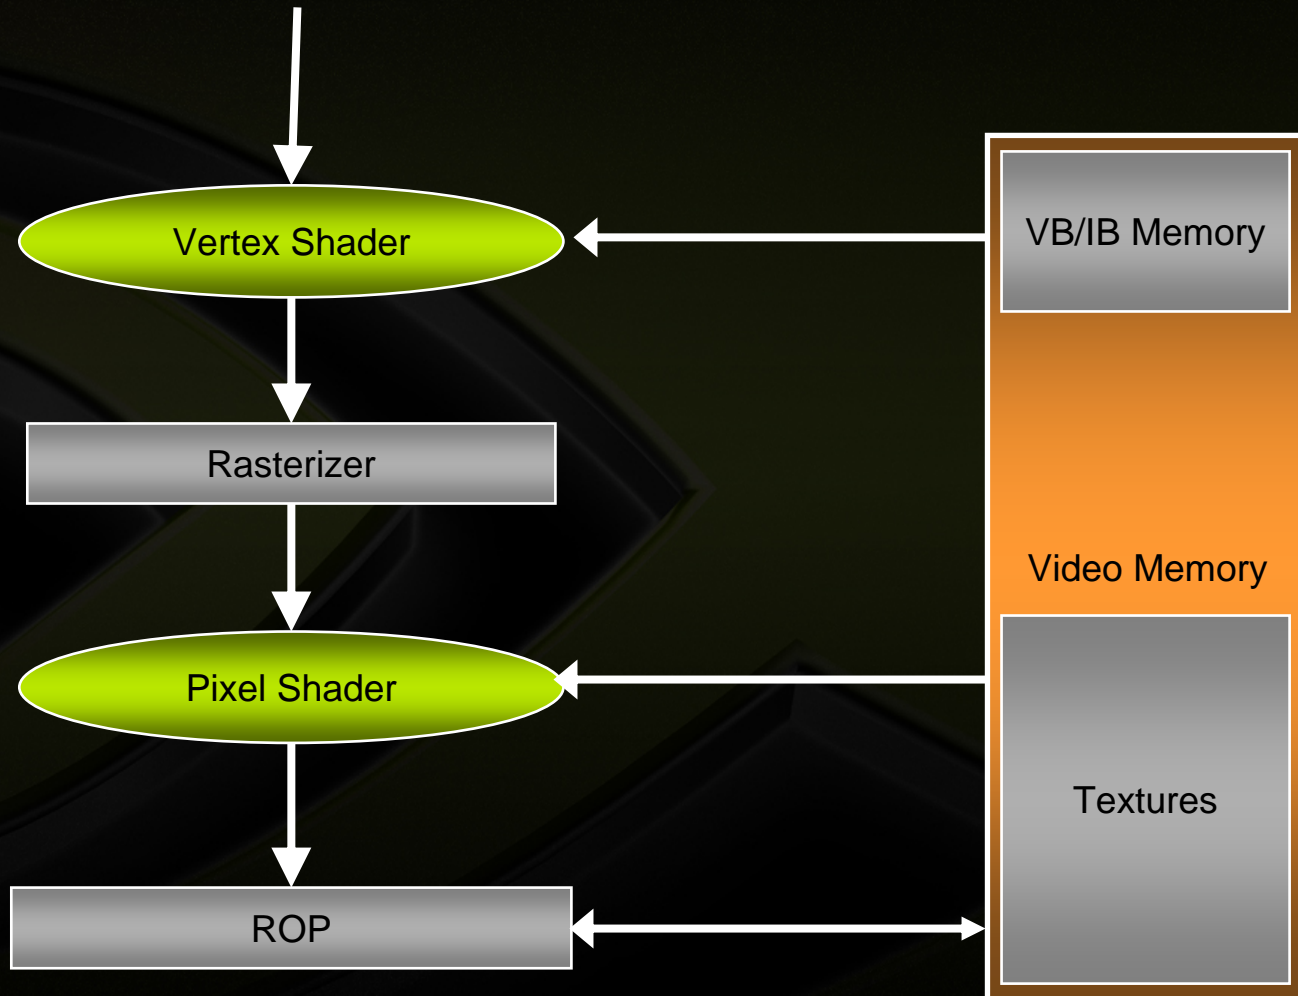 Vertex Shader
VB/IB Memory
Rasterizer
Video Memory
Pixel Shader
Textures
ROP